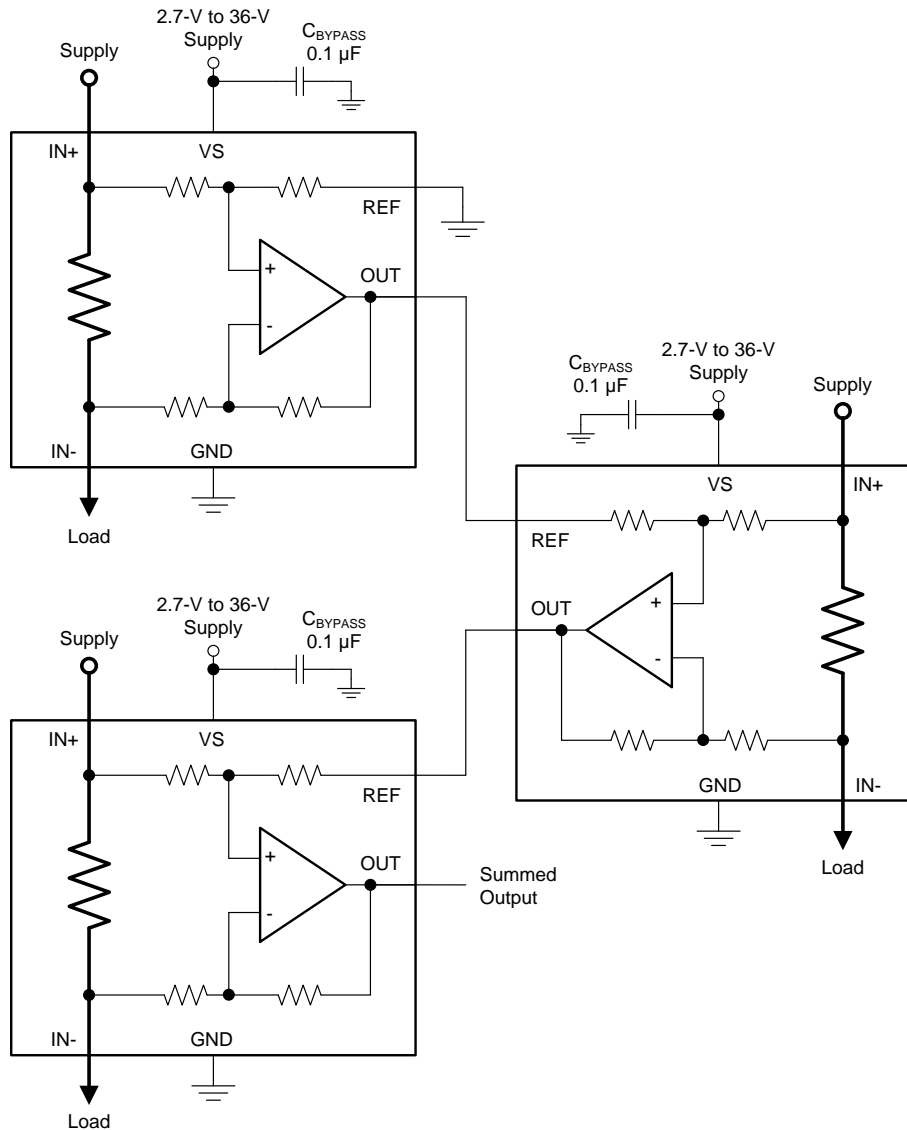 2.7-V to 36-V
Supply
CBYPASS
0.1 µF
Supply
IN+
VS
REF
+
OUT
-
IN-
GND
Load
2.7-V to 36-V
Supply
CBYPASS
0.1 µF
Supply
VS
IN+
REF
OUT
+
-
GND
IN-
Load
2.7-V to 36-V
Supply
CBYPASS
0.1 µF
Supply
IN+
VS
REF
+
OUT
-
Summed
Output
IN-
GND
Load